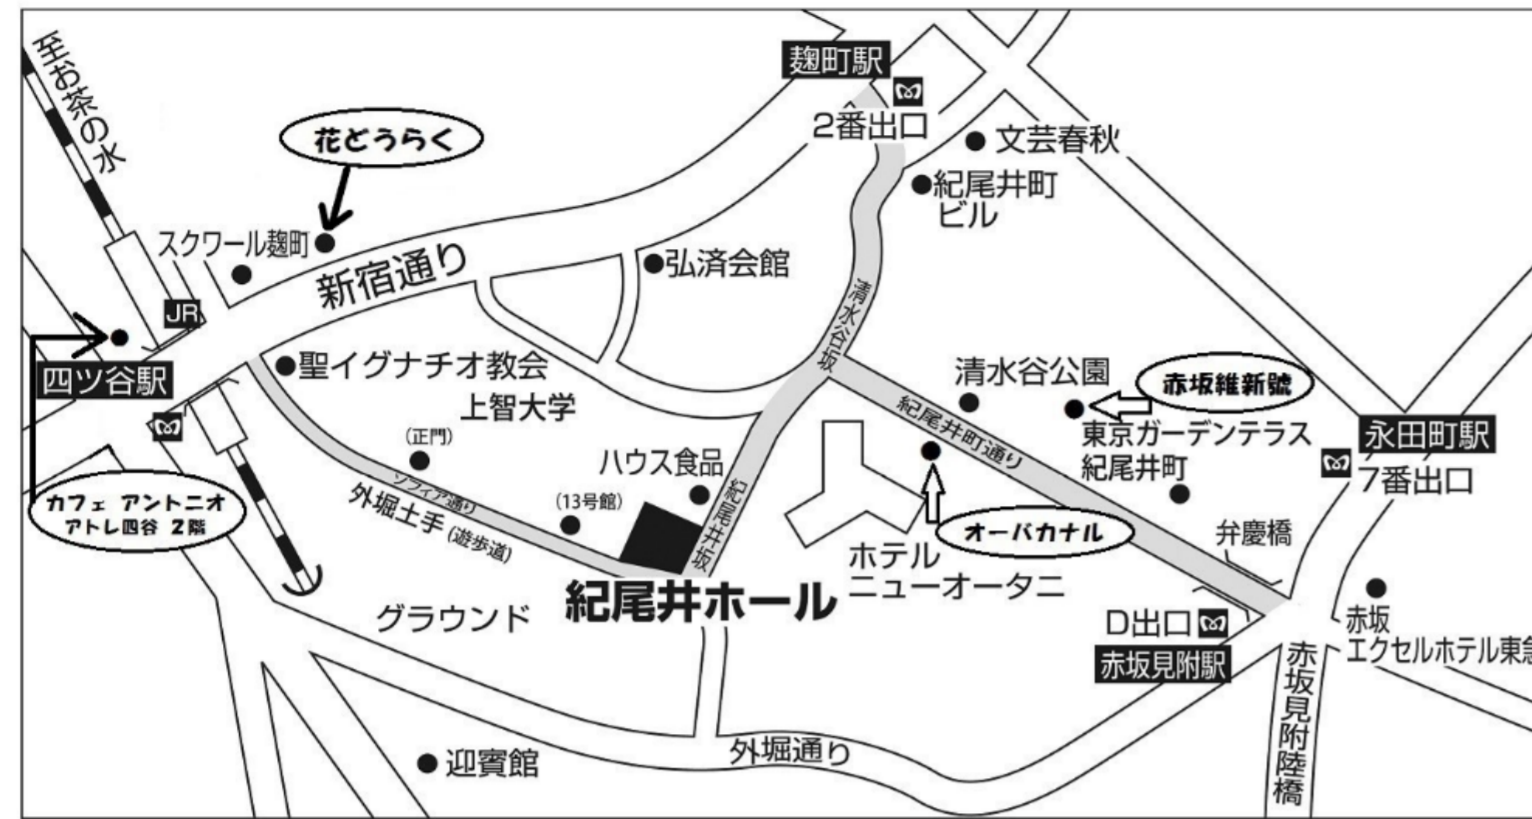 至お茶の水
麹町駅
2番出口
花どうらく
文芸春秋
紀尾井町
ビル
スクワール麹町
新宿通り
弘済会館
清水谷坂
JR
四ツ谷駅
聖イグナチオ教会
上智大学
清水谷公園
赤坂維新號
紀尾井町通り
東京ガーデンテラス
紀尾井町
永田町駅
7番出口
(正門)
ハウス食品
ソフィア通り
外堀土手(遊歩道)
(13号館)
紀尾井坂
カフェ アントニオ
アトレ四谷 2階
オーバカナル
弁慶橋
ホテル
ニューオータニ
紀尾井ホール
グラウンド
D出口
赤坂見附駅
赤坂
エクセルホテル東急
赤坂見附陸橋
外堀通り
迎賓館